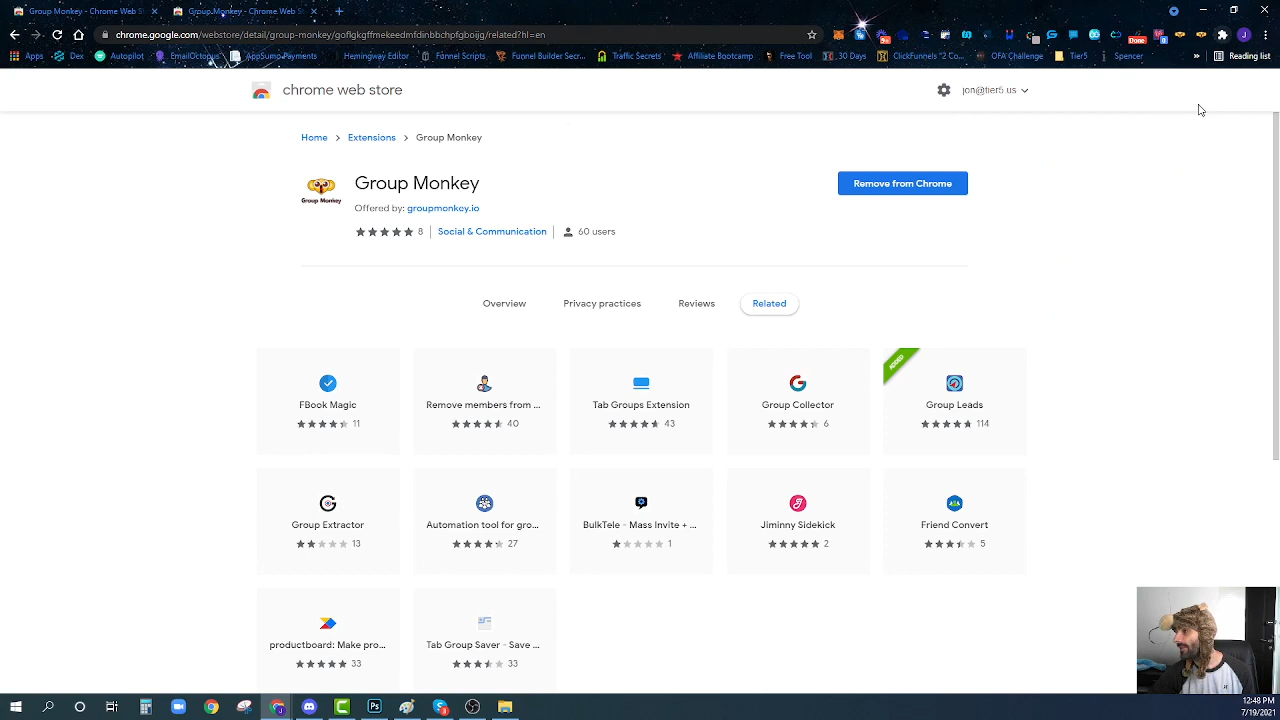 Group Monkey - Chrome Web S
Group Monkey - Chrome Web S
chrome.google.com/webstore/detail/group-monkey/
Apps
Dex
Autopilot
EmailOctopus
AppSumo Payments
Hemingway Editor
Funnel Scripts
Funnel Builder Secr...
Traffic Secrets
Affiliate Bootcamp
Free Tool
30 Days
ClickFunnels "2 Co...
OFA Challenge
Tier5
Spencer
Reading list
Done
chrome web store
jon@tier5.us
Home > Extensions > Group Monkey
Group Monkey
Group Monkey
Remove from Chrome
Offered by: groupmonkey.io
8 | Social & Communication | 60 users
Overview
Privacy practices
Reviews
Related
ADDED
FBook Magic
Remove members from ...
Tab Groups Extension
Group Collector
Group Leads
11
40
43
6
114
Group Extractor
Automation tool for gro...
BulkTele - Mass Invite + ...
Jiminny Sidekick
Friend Convert
13
27
1
2
5
productboard: Make pro...
Tab Group Saver - Save ...
33
33
12:48 PM
7/19/2021